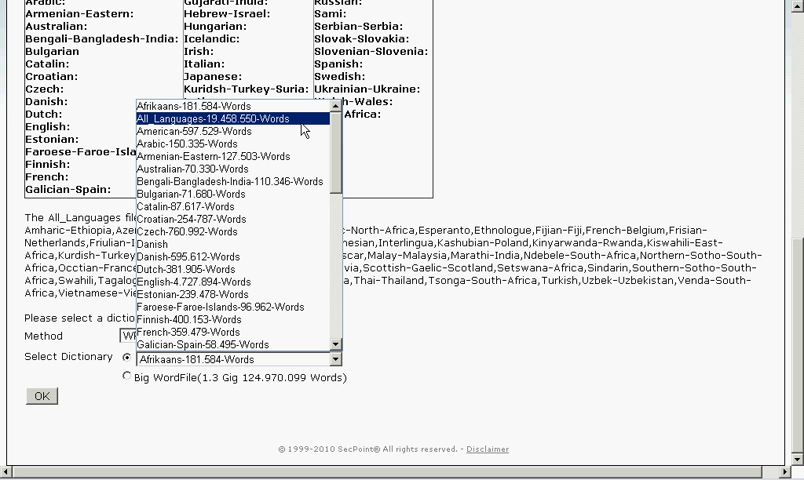 Arabic: Gujarati-India: Russian:
Armenian-Eastern: Hebrew-Israel: Sami:
Australian: Hungarian: Serbian-Serbia:
Bengali-Bangladesh-India: Icelandic: Slovak-Slovakia:
Bulgarian Irish: Slovenian-Slovenia:
Catalin: Italian: Spanish:
Croatian: Japanese: Swedish:
Czech: Kuridsh-Turkey-Suria: Ukrainian-Ukraine:
Danish: -Wales:
Dutch: Africa:
English:
Estonian:
Faroese-Faroe-Isla
Finnish:
French:
Galician-Spain:
Afrikaans-181.584-Words
All_Languages-19.458.550-Words
American-597.529-Words
Arabic-150.335-Words
Armenian-Eastern-127.503-Words
Australian-70.330-Words
Bengali-Bangladesh-India-110.346-Words
Bulgarian-71.680-Words
Catalin-87.617-Words
Croatian-254-787-Words
Czech-760.992-Words
Danish
Danish-595.612-Words
Dutch-381.905-Words
English-4.727.894-Words
Estonian-239.478-Words
Faroese-Faroe-Islands-96.962-Words
Finnish-400.153-Words
French-359.479-Words
Galician-Spain-58.495-Words
The All_Languages file
Amharic-Ethiopia,Aze c-North-Africa,Esperanto,Ethnologue,Fijian-Fiji,French-Belgium,Frisian-
Netherlands,Friulian-I nesian,Interlingua,Kashubian-Poland,Kinyarwanda-Rwanda,Kiswahili-East-
Africa,Kurdish-Turkey scar,Malay-Malaysia,Marathi-India,Ndebele-South-Africa,Northern-Sotho-South-
Africa,Occtian-France via,Scottish-Gaelic-Scotland,Setswana-Africa,Sindarin,Southern-Sotho-South-
Africa,Swahili,Tagalog a,Thai-Thailand,Tsonga-South-Africa,Turkish,Uzbek-Uzbekistan,Venda-South-
Africa,Vietnamese-Vie
Please select a dictio
Method
Select Dictionary Afrikaans-181.584-Words
Big WordFile(1.3 Gig 124.970.099 Words)
OK
© 1999-2010 SecPoint® All rights reserved. - Disclaimer